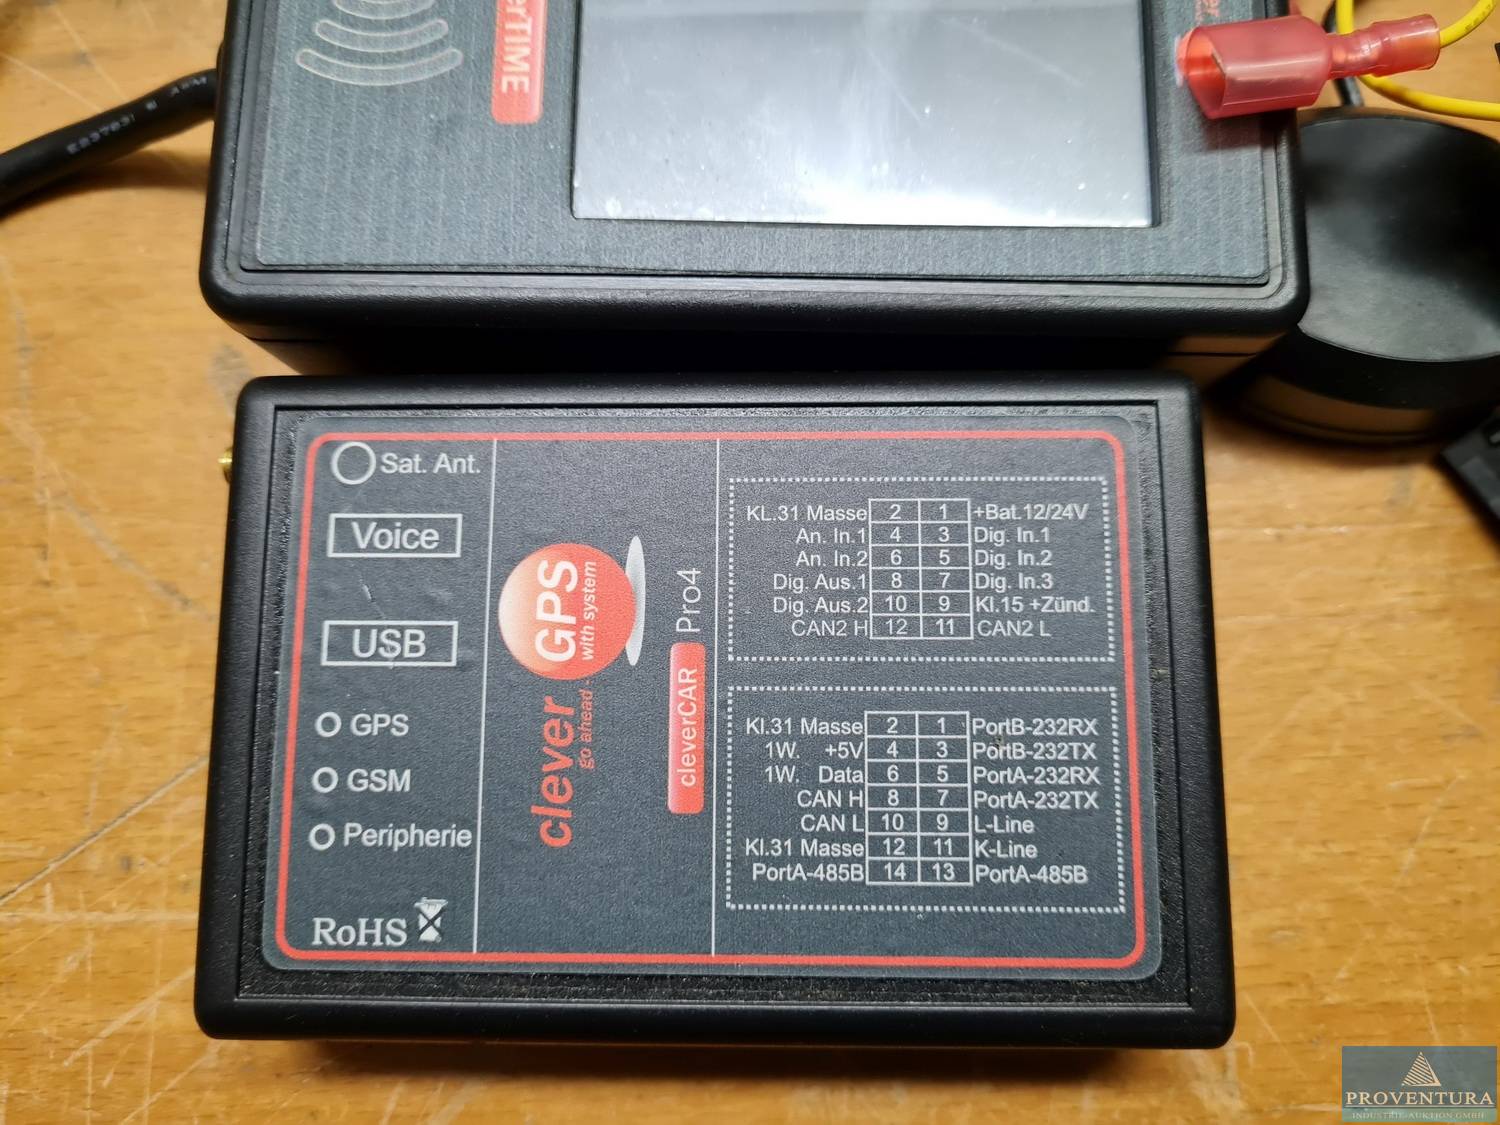 E237631 & AWM
erTIME
Sat. Ant.
Voice
USB
GPS
GSM
Peripherie
RoHS
clever GPS
go ahead - with system
cleverCAR Pro4
KL.31 Masse 2 1 +Bat.12/24V
An. In.1 4 3 Dig. In.1
An. In.2 6 5 Dig. In.2
Dig. Aus.1 8 7 Dig. In.3
Dig. Aus.2 10 9 Kl.15 +Zünd.
CAN2 H 12 11 CAN2 L
Kl.31 Masse 2 1 PortB-232RX
1W. +5V 4 3 PortB-232TX
1W. Data 6 5 PortA-232RX
CAN H 8 7 PortA-232TX
CAN L 10 9 L-Line
Kl.31 Masse 12 11 K-Line
PortA-485B 14 13 PortA-485B
PROVENTURA
INDUSTRIE-AUKTION GMBH